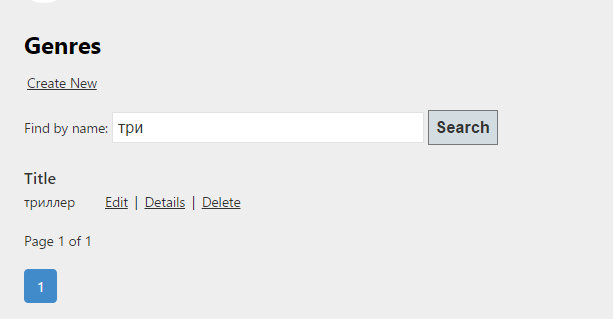 Genres
Create New
Find by name: три Search
Title
триллер Edit | Details | Delete
Page 1 of 1
1